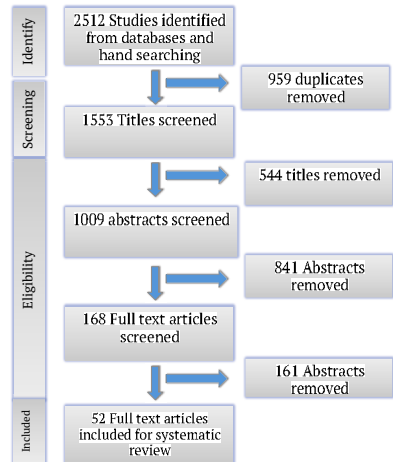 Identify
2512 Studies identified
from databases and
hand searching
959 duplicates
removed
Screening
1553 Titles screened
544 titles removed
Eligibility
1009 abstracts screened
841 Abstracts
removed
168 Full text articles
screened
161 Abstracts
removed
Included
52 Full text articles
included for systematic
review